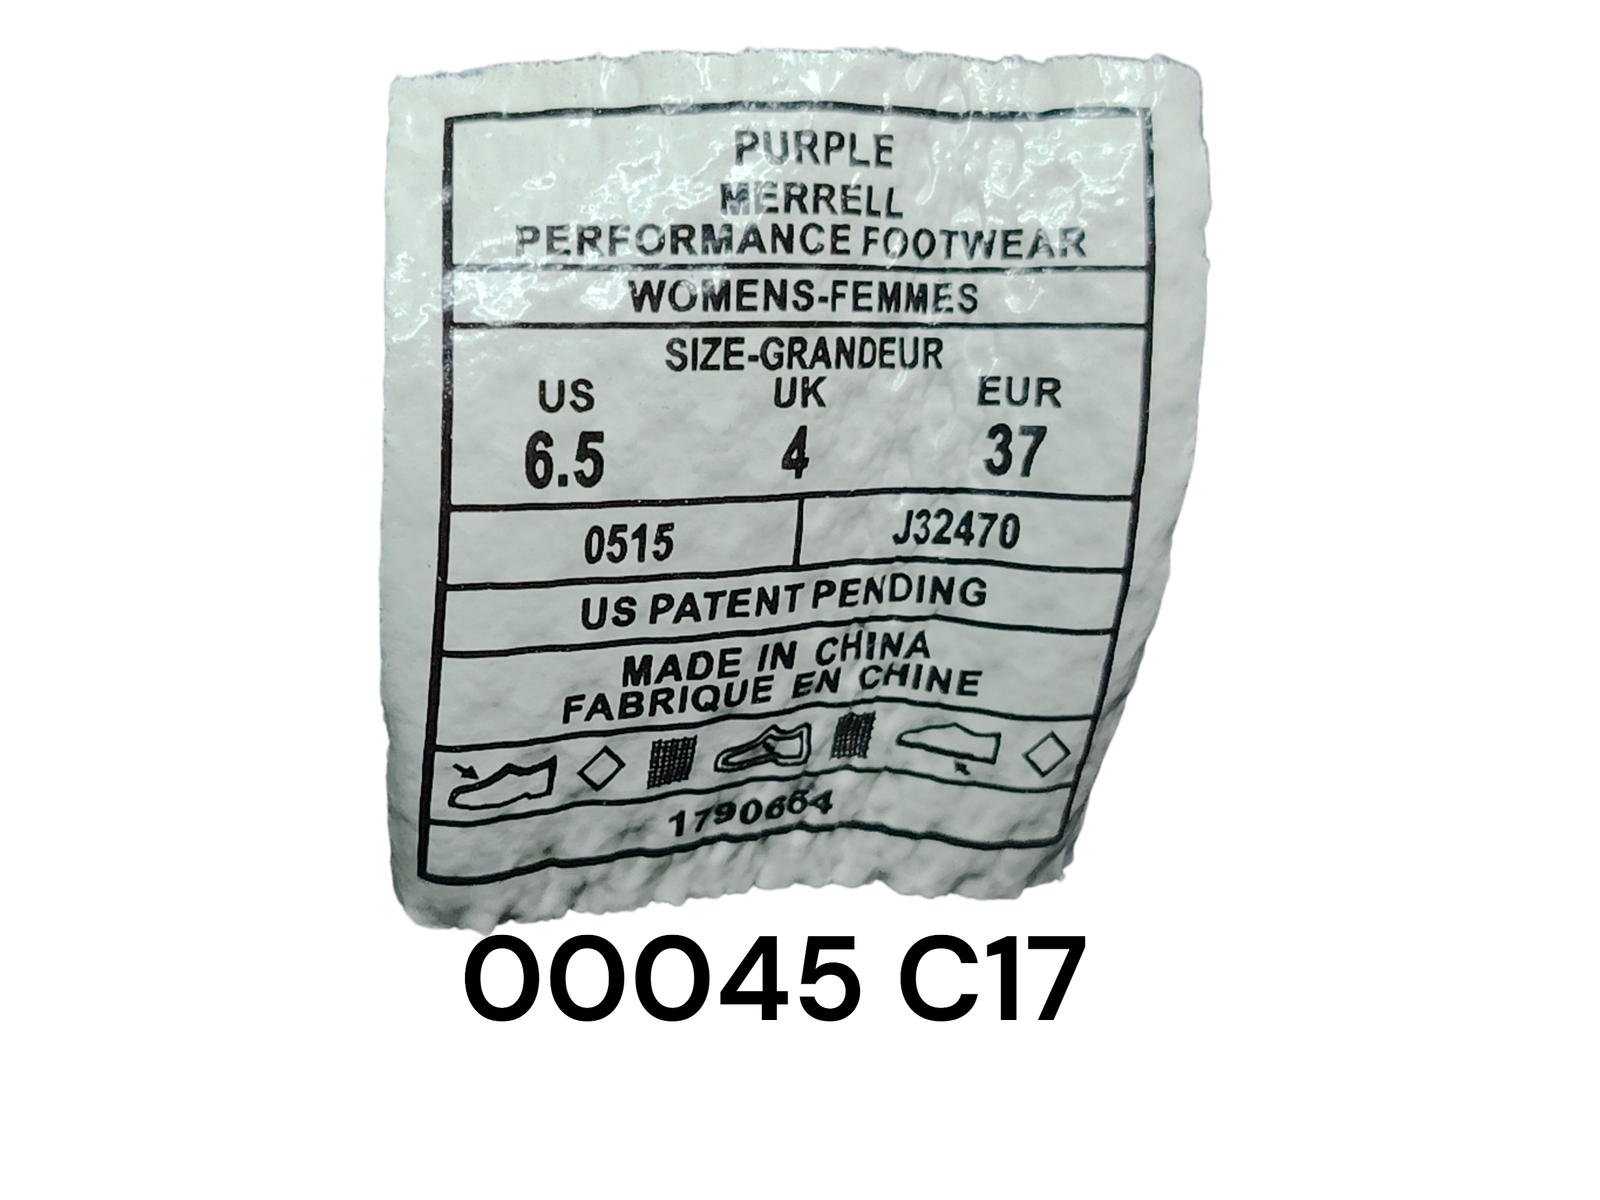 PURPLE
MERRELL
PERFORMANCE FOOTWEAR
WOMENS-FEMMES
SIZE-GRANDEUR
US UK EUR
6.5 4 37
0515 J32470
US PATENT PENDING
MADE IN CHINA
FABRIQUE EN CHINE
1790664
00045 C17